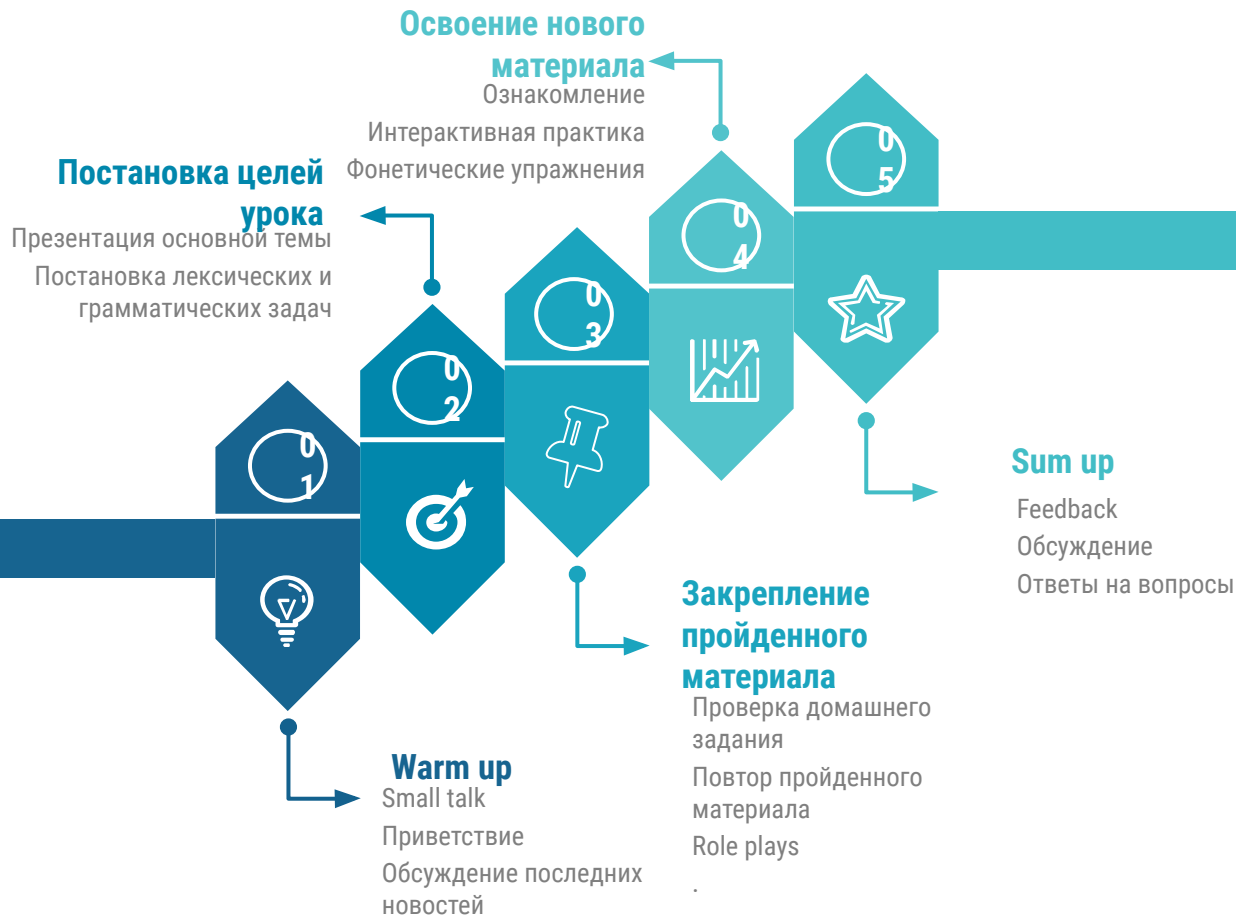 Освоение нового
материала
Ознакомление
Интерактивная практика
Фонетические упражнения
Постановка целей
урока
Презентация основной темы
Постановка лексических и
грамматических задач
0
1
0
2
0
3
0
4
0
5
Warm up
Small talk
Приветствие
Обсуждение последних
новостей
Закрепление
пройденного
материала
Проверка домашнего
задания
Повтор пройденного
материала
Role plays
.
Sum up
Feedback
Обсуждение
Ответы на вопросы